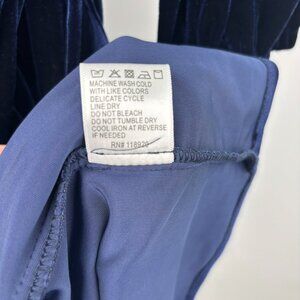 MACHINE WASH COLD
WITH LIKE COLORS
DELICATE CYCLE
LINE DRY
DO NOT BLEACH
DO NOT TUMBLE DRY
COOL IRON AT REVERSE
IF NEEDED
RN# 118920